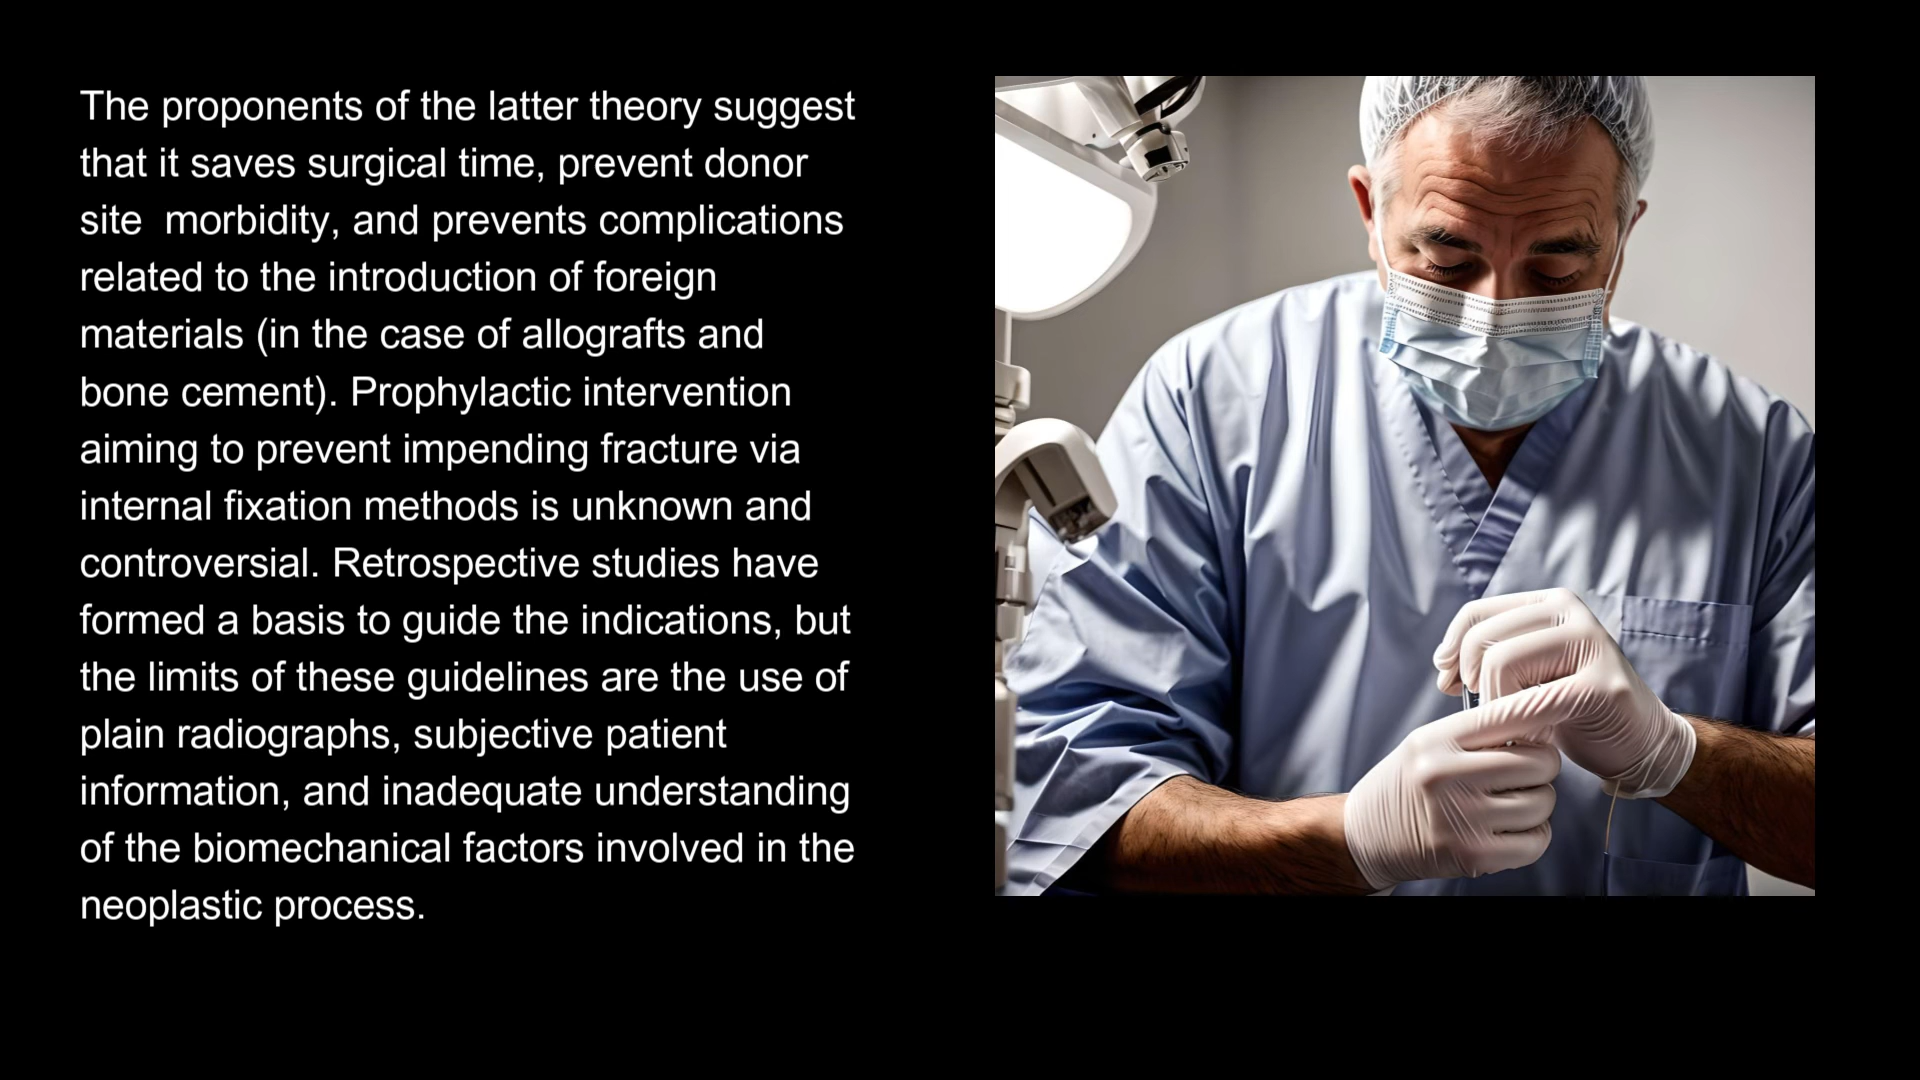 The proponents of the latter theory suggest
that it saves surgical time, prevent donor
site  morbidity, and prevents complications
related to the introduction of foreign
materials (in the case of allografts and
bone cement). Prophylactic intervention
aiming to prevent impending fracture via
internal fixation methods is unknown and
controversial. Retrospective studies have
formed a basis to guide the indications, but
the limits of these guidelines are the use of
plain radiographs, subjective patient
information, and inadequate understanding
of the biomechanical factors involved in the
neoplastic process.